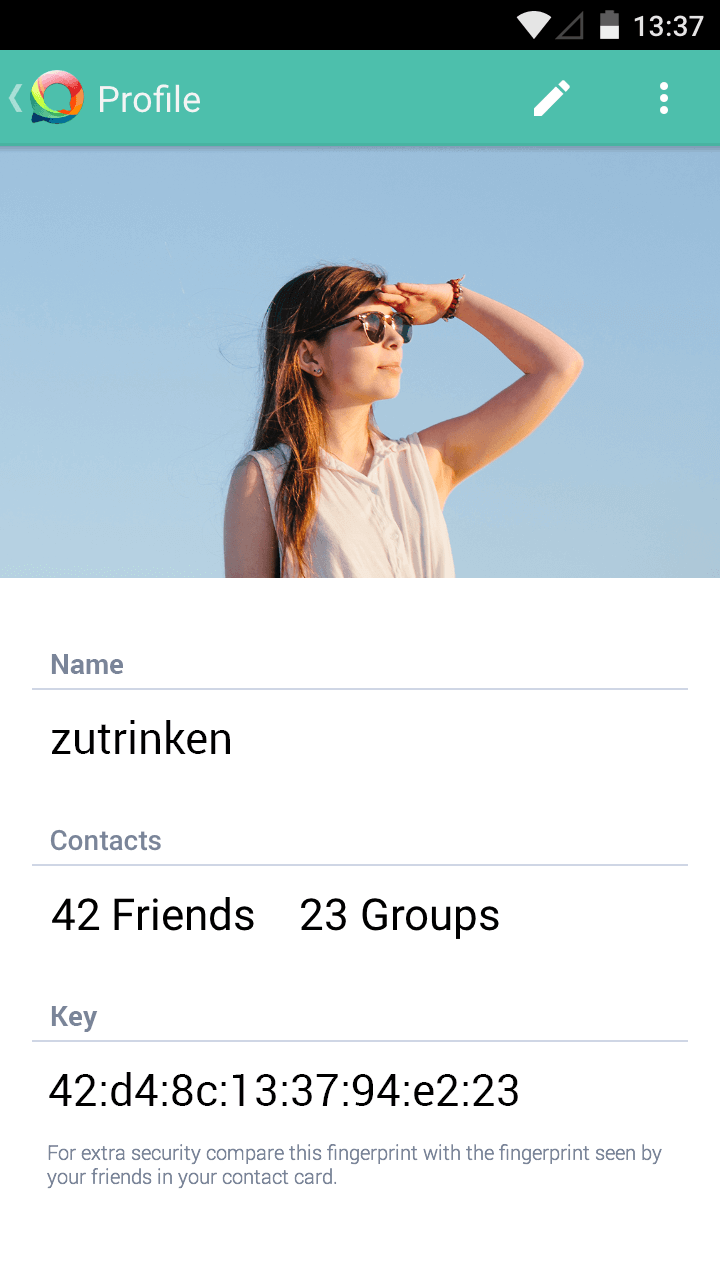 13:37
Profile
Name
zutrinken
Contacts
42 Friends 23 Groups
Key
42:d4:8c:13:37:94:e2:23
For extra security compare this fingerprint with the fingerprint seen by
your friends in your contact card.